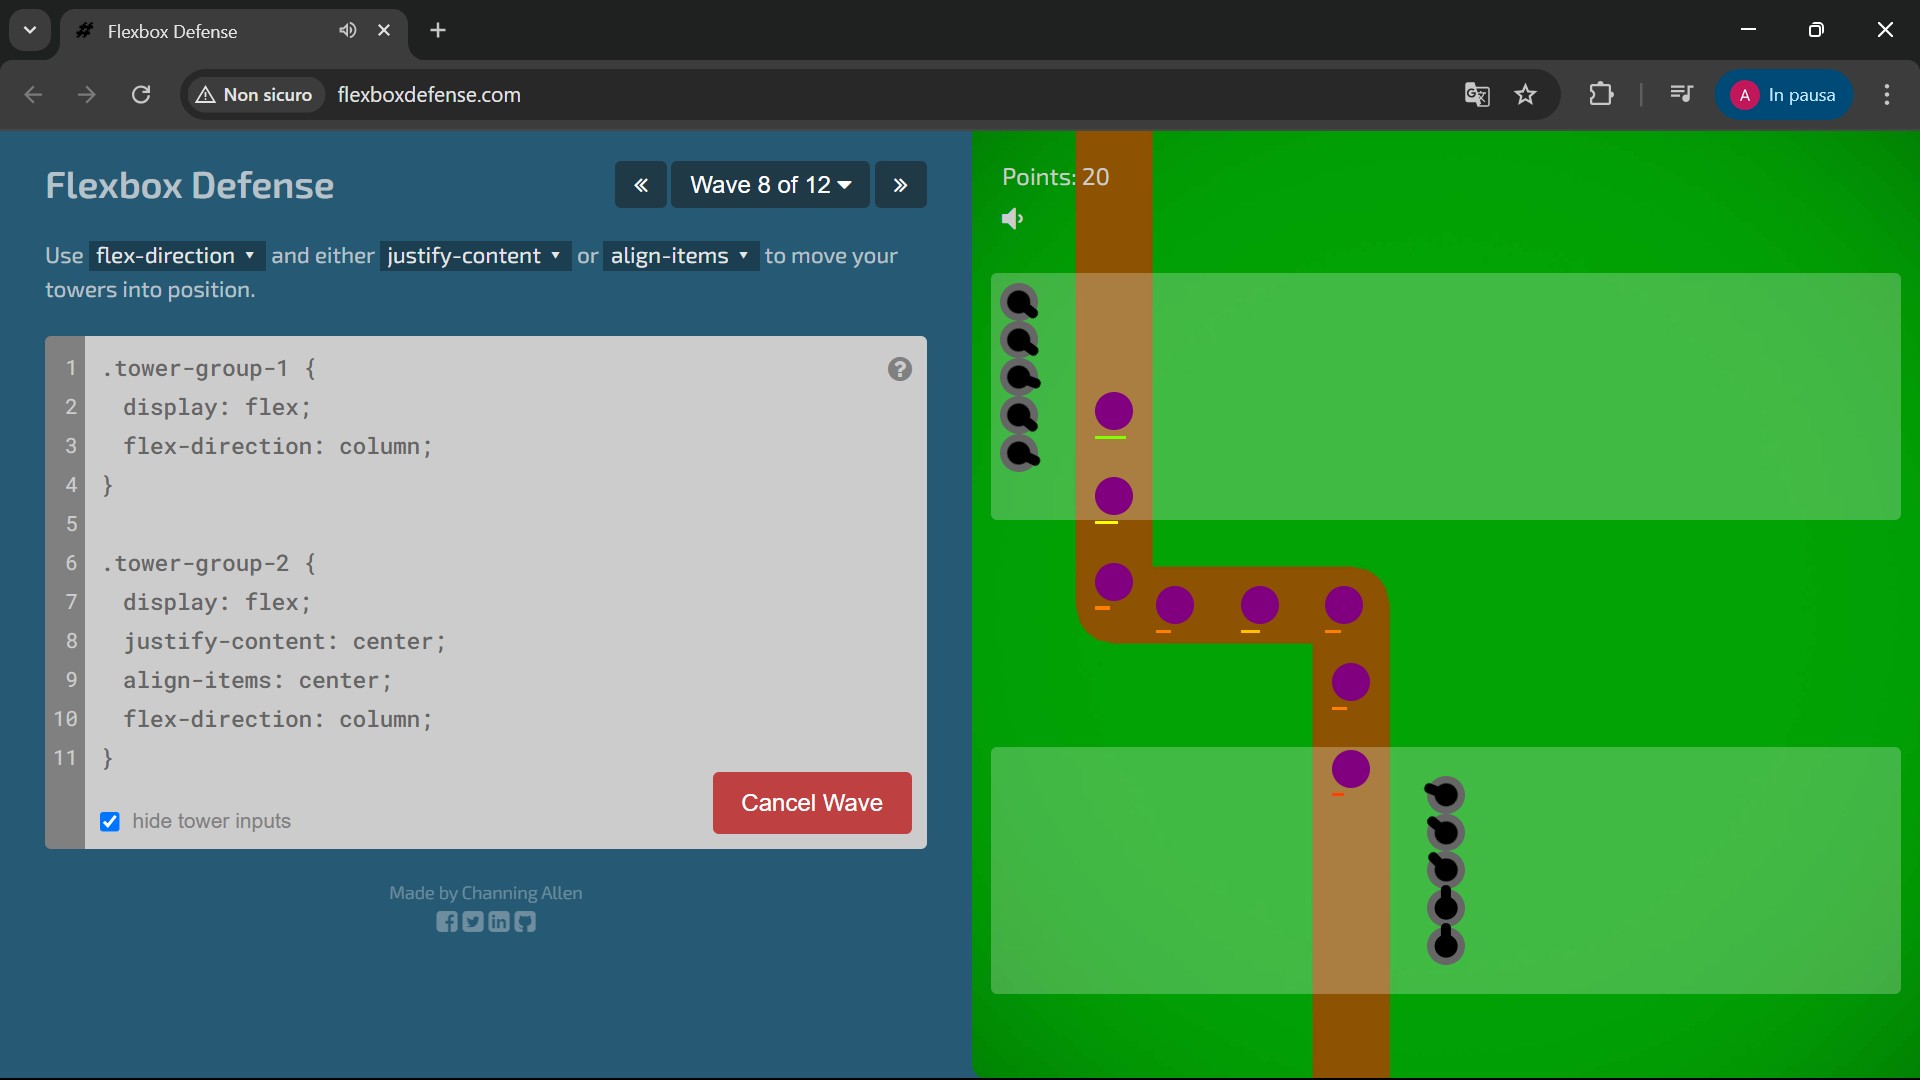 Flexbox Defense
Non sicuro
flexboxdefense.com
A
In pausa
Flexbox Defense
Wave 8 of 12
Use flex-direction and either justify-content or align-items to move your
towers into position.
1 .tower-group-1 {
2 display: flex;
3 flex-direction: column;
4 }
5
6 .tower-group-2 {
7 display: flex;
8 justify-content: center;
9 align-items: center;
10 flex-direction: column;
11 }
?
hide tower inputs
Cancel Wave
Made by Channing Allen
Points: 20